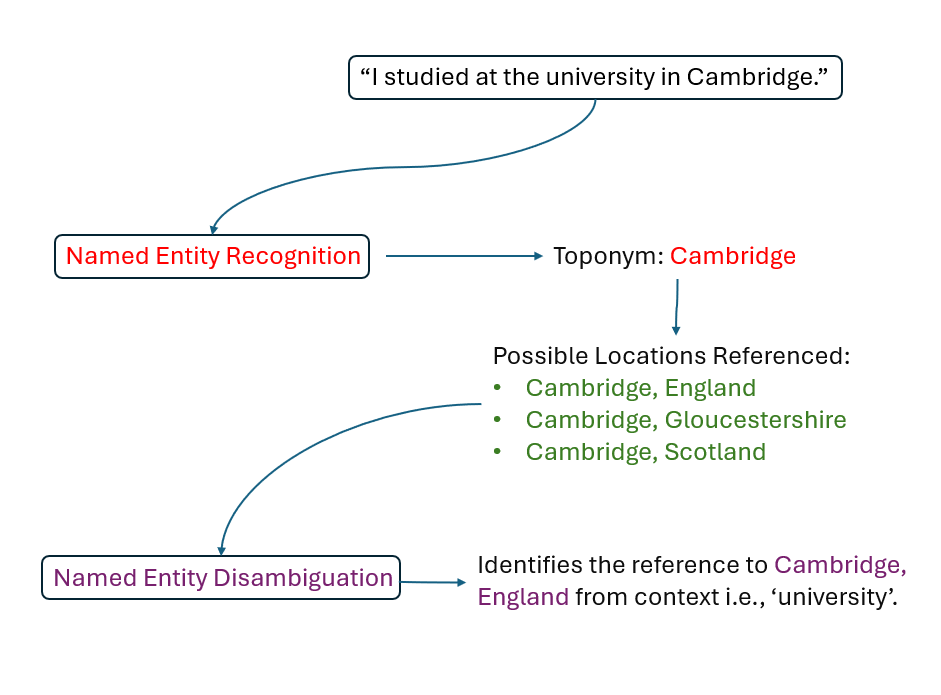 “I studied at the university in Cambridge.”
Named Entity Recognition
Toponym: Cambridge
Possible Locations Referenced:
• Cambridge, England
• Cambridge, Gloucestershire
• Cambridge, Scotland
Named Entity Disambiguation
Identifies the reference to Cambridge,
England from context i.e., ‘university’.